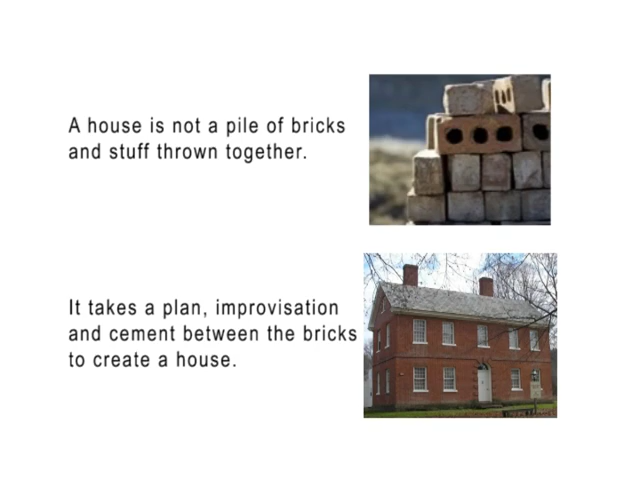 A house is not a pile of bricks
and stuff thrown together.
It takes a plan, improvisation
and cement between the bricks
to create a house.